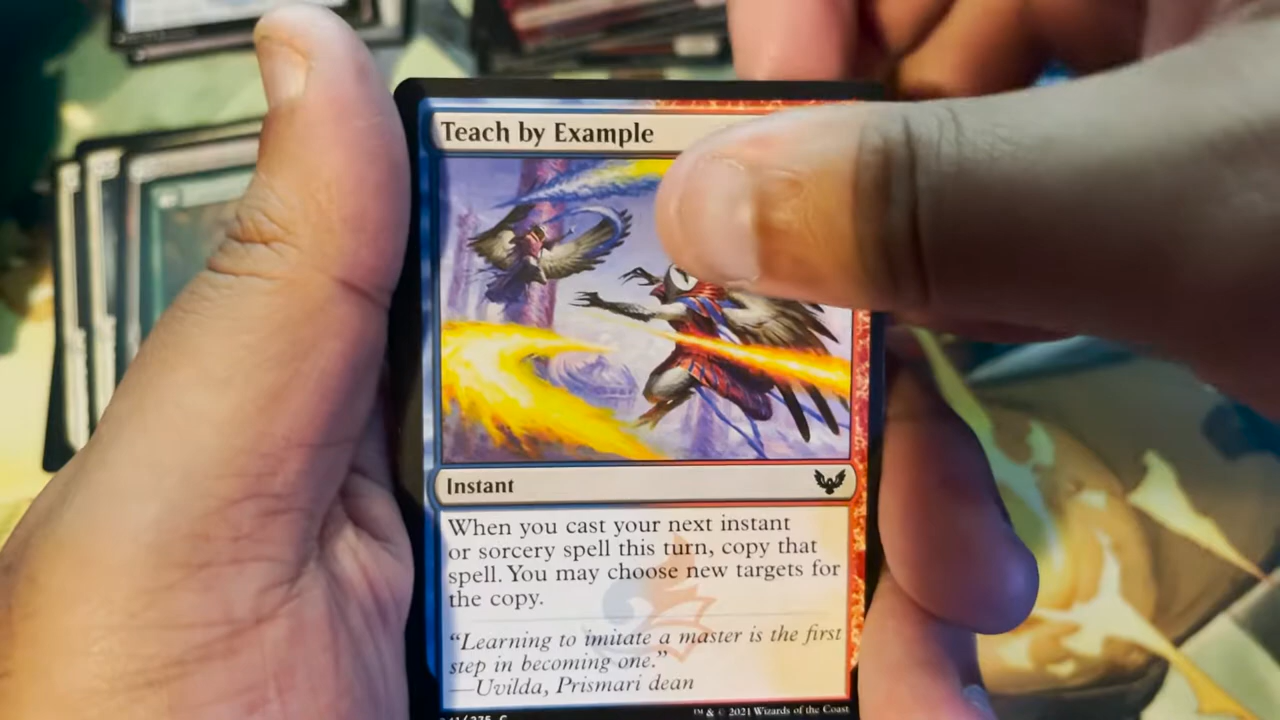 Teach by Example
Instant
When you cast your next instant
or sorcery spell this turn, copy that
spell. You may choose new targets for
the copy.
“Learning to imitate a master is the first
step in becoming one.”
—Uvilda, Prismari dean
™ & © 2021 Wizards of the Coast